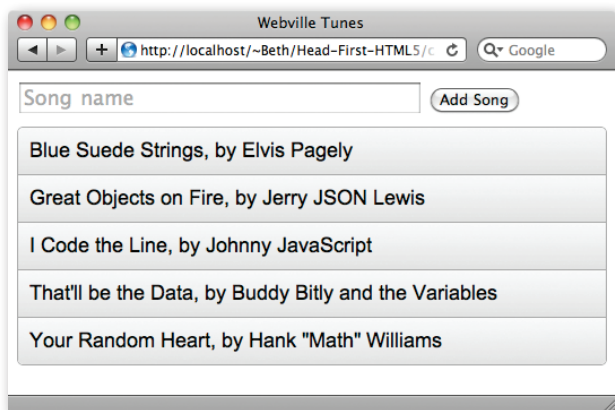 Webville Tunes
http://localhost/~Beth/Head-First-HTML5/c
Google
Song name
Add Song
Blue Suede Strings, by Elvis Pagely
Great Objects on Fire, by Jerry JSON Lewis
I Code the Line, by Johnny JavaScript
That'll be the Data, by Buddy Bitly and the Variables
Your Random Heart, by Hank "Math" Williams